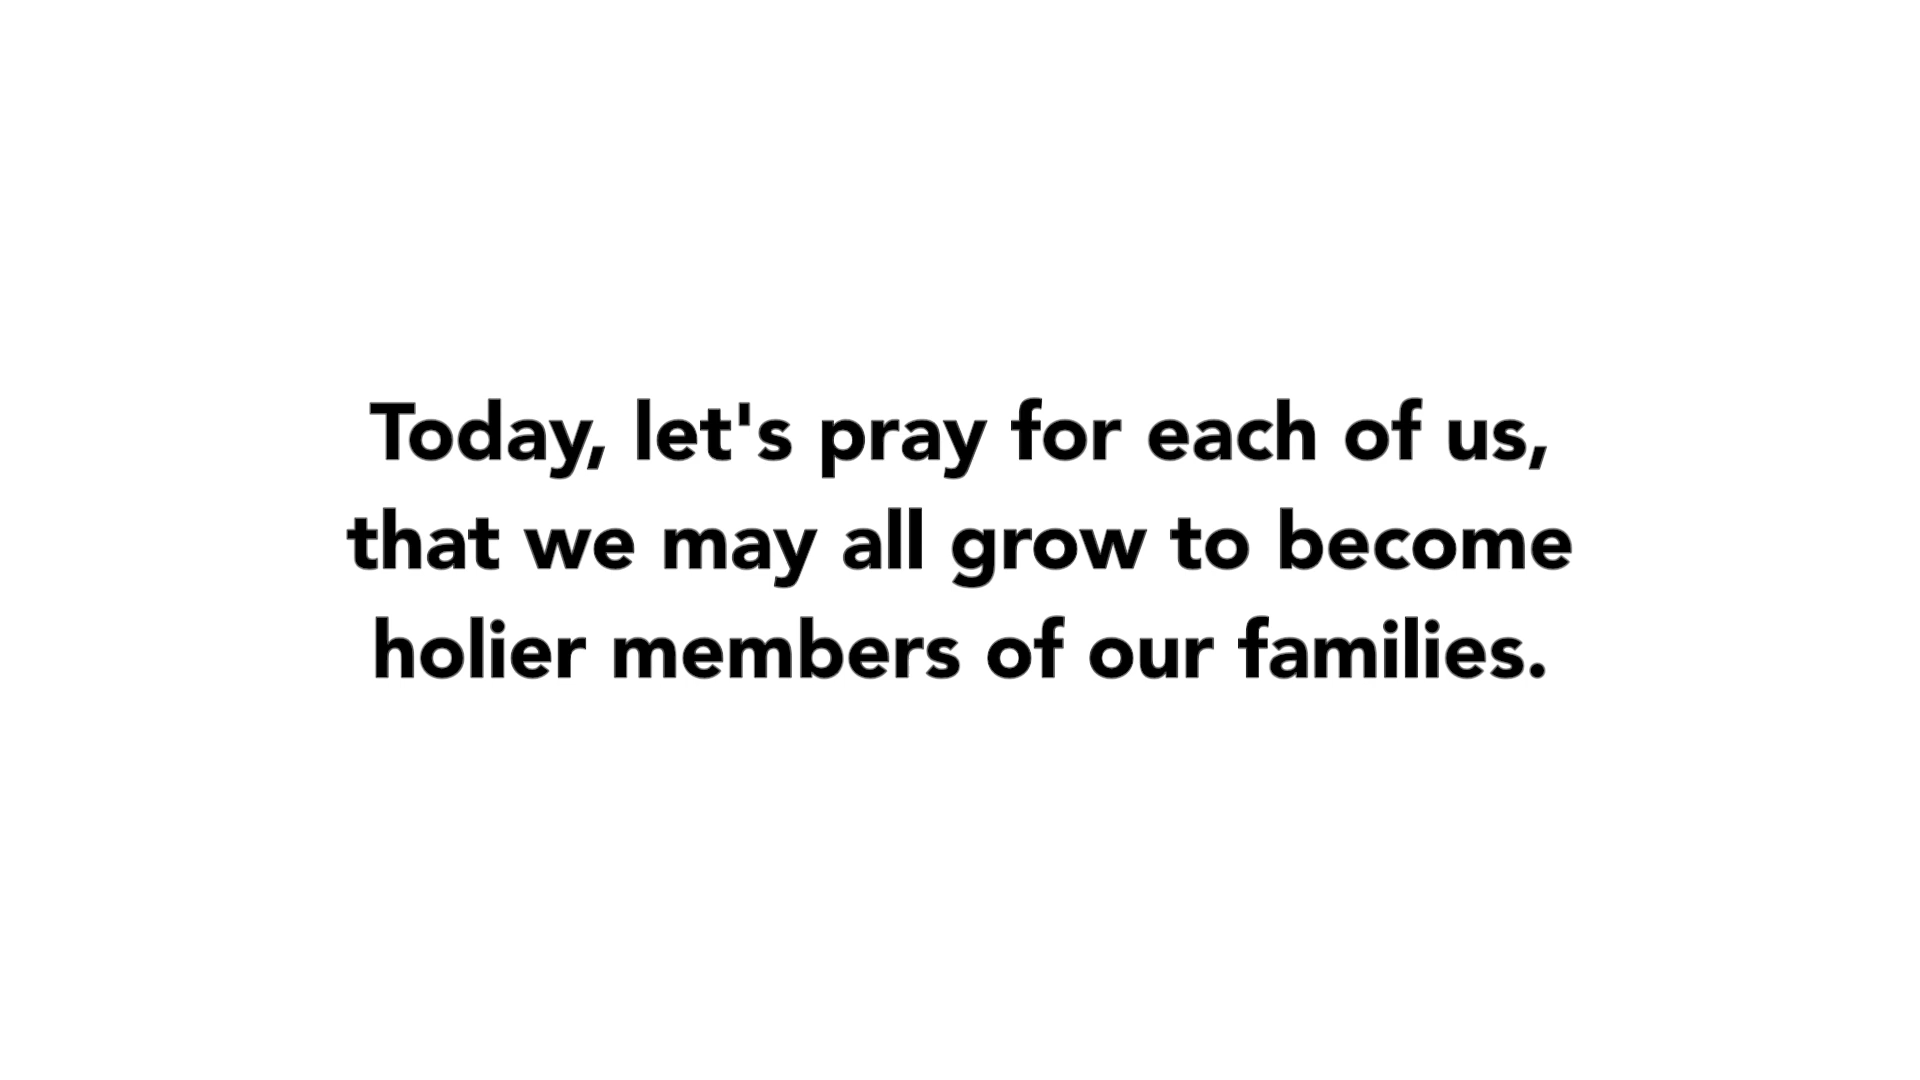 Today, let's pray for each of us,
that we may all grow to become
holier members of our families.